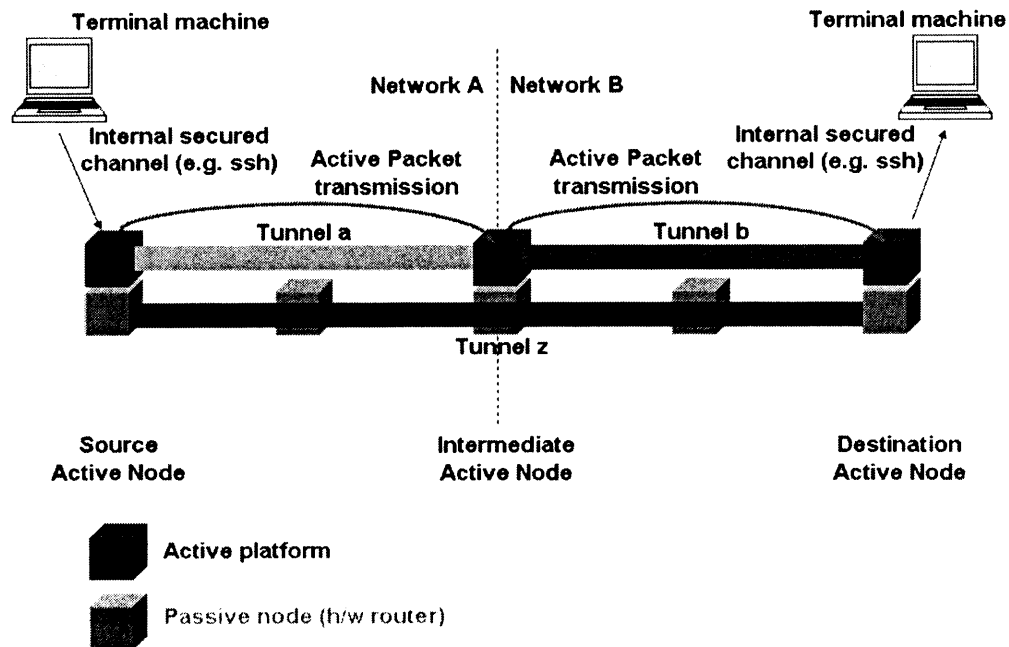 Terminal machine
Terminal machine
Network A
Network B
Internal secured
channel (e.g. ssh)
Active Packet
transmission
Active Packet
transmission
Internal secured
channel (e.g. ssh)
Tunnel a
Tunnel b
Tunnel z
Source
Active Node
Intermediate
Active Node
Destination
Active Node
Active platform
Passive node (h/w router)